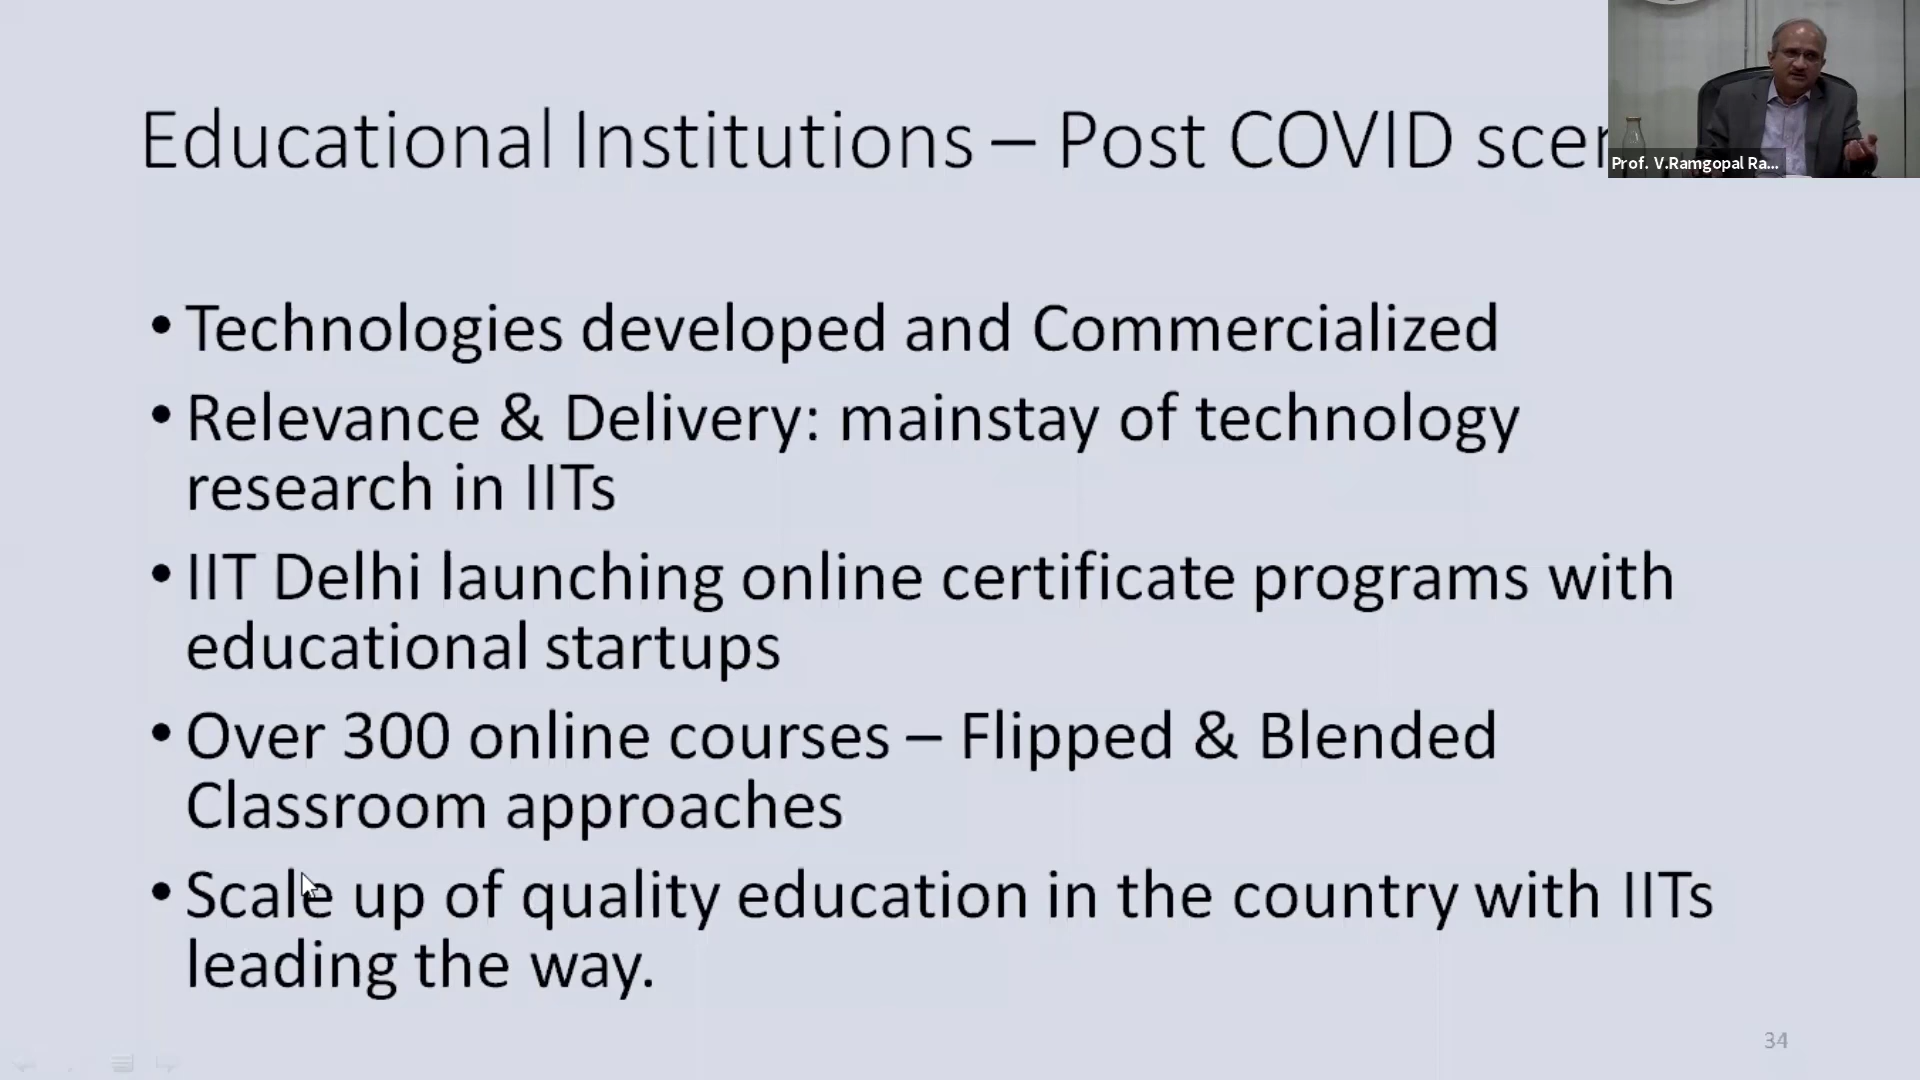 Educational Institutions – Post COVID scer
Prof. V.Ramgopal Ra...
• Technologies developed and Commercialized
• Relevance & Delivery: mainstay of technology
research in IITs
• IIT Delhi launching online certificate programs with
educational startups
• Over 300 online courses – Flipped & Blended
Classroom approaches
• Scale up of quality education in the country with IITs
leading the way.
34